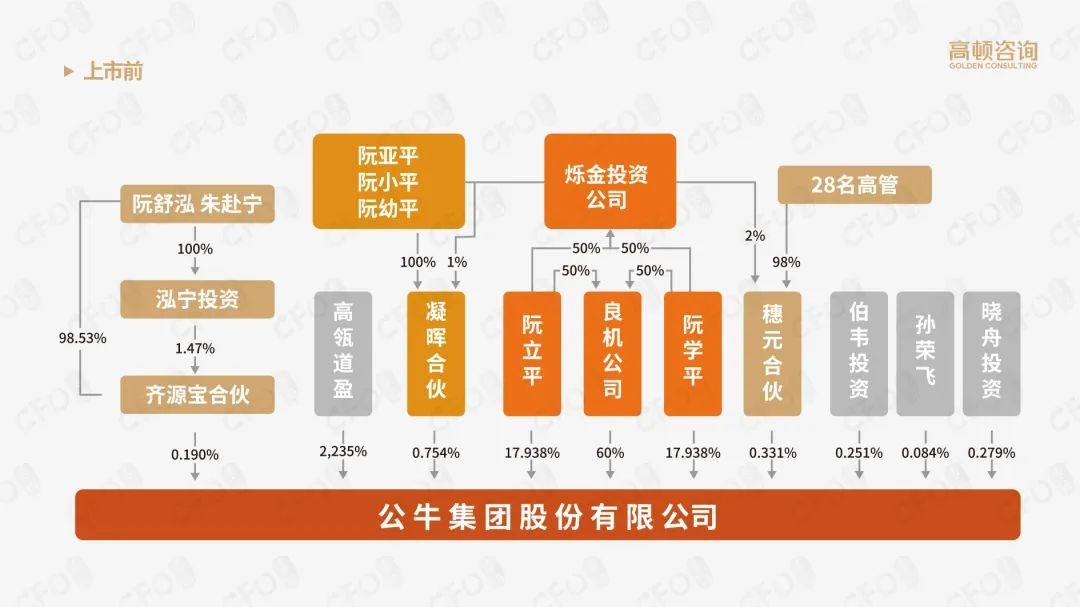 上市前
高顿咨询
GOLDEN CONSULTING
阮亚平
阮小平
阮幼平
烁金投资
公司
28名高管
阮舒泓 朱赴宁
100%
泓宁投资
98.53%
1.47%
齐源宝合伙
100%
1%
50%
50%
50%
50%
2%
98%
高瓴道盈
凝晖合伙
阮立平
良机公司
阮学平
穗元合伙
伯韦投资
孙荣飞
晓舟投资
0.190%
2,235%
0.754%
17.938%
60%
17.938%
0.331%
0.251%
0.084%
0.279%
公牛集团股份有限公司
CFO